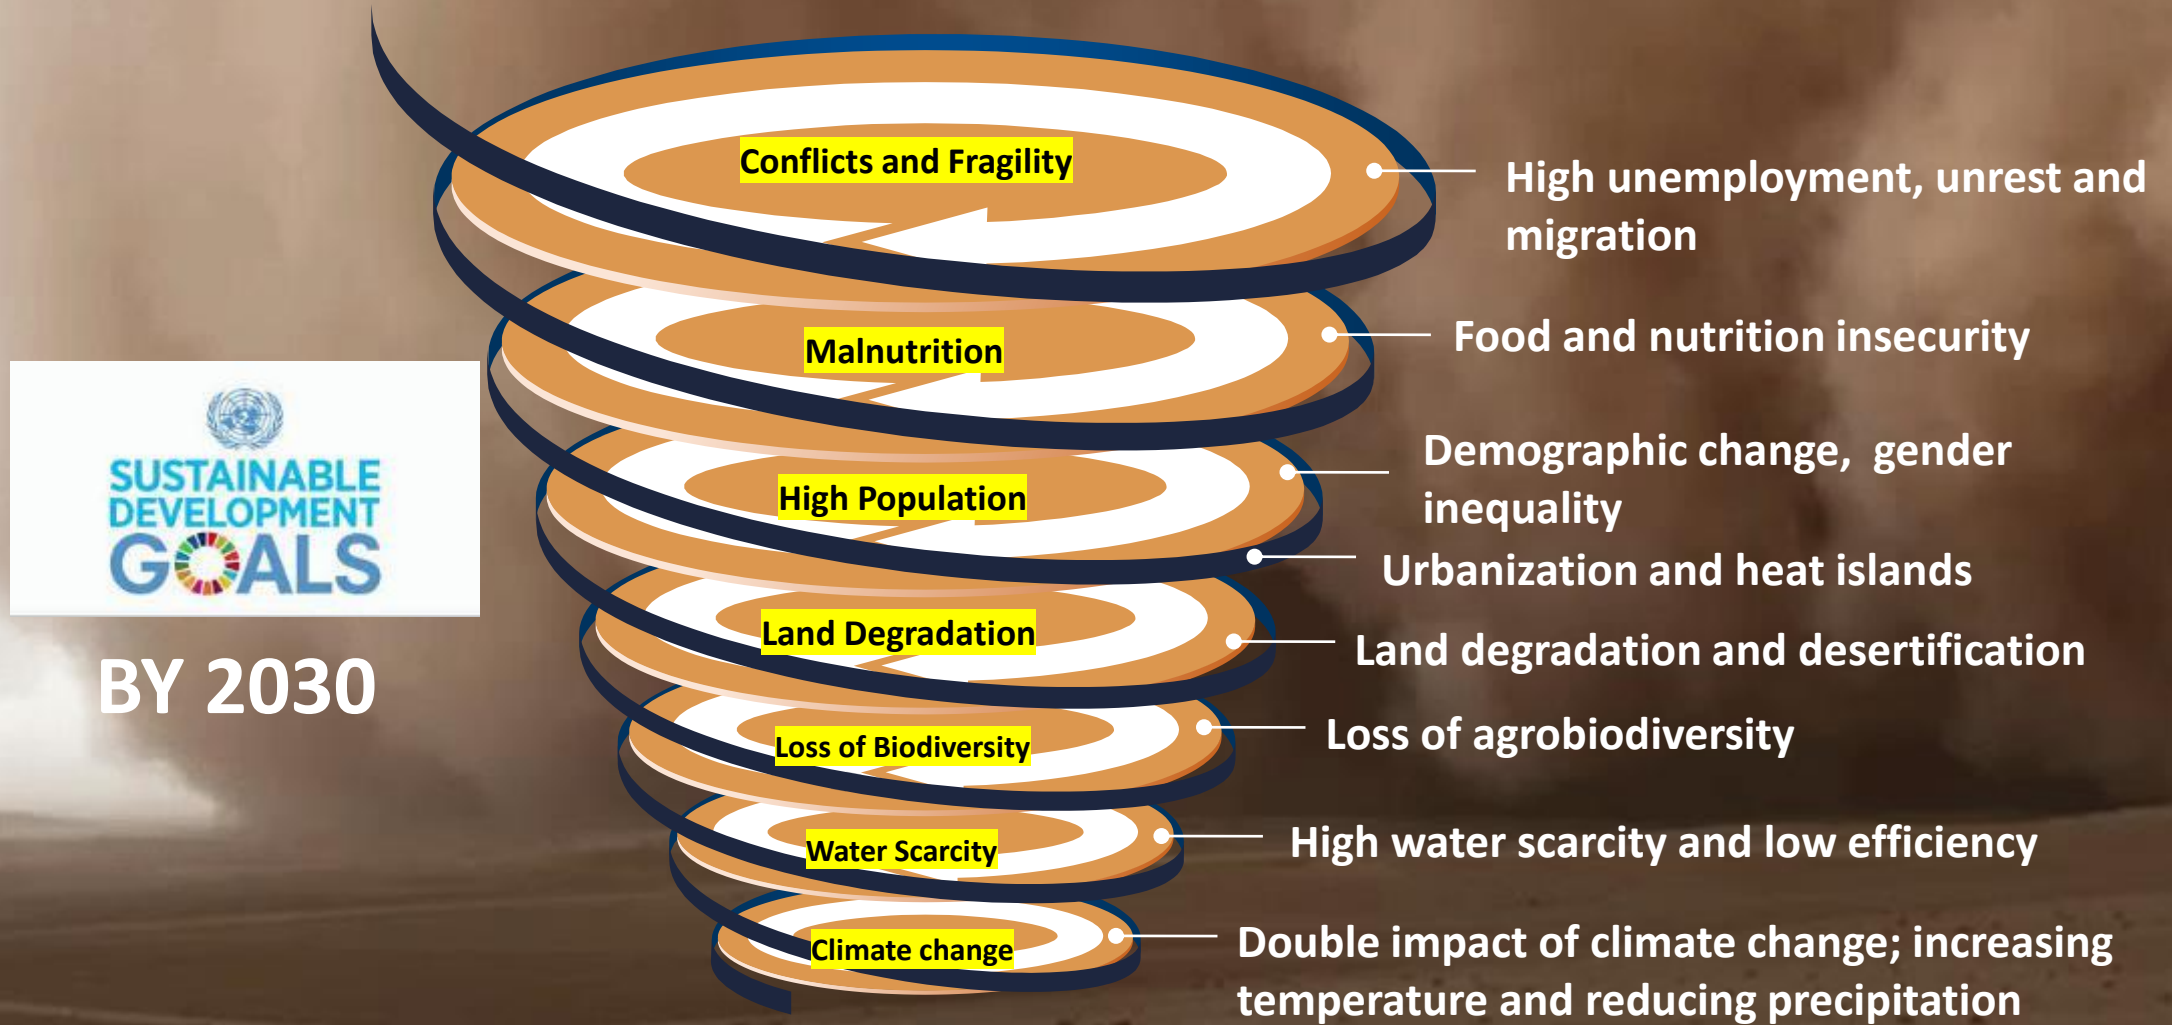 Conflicts and Fragility
High unemployment, unrest and
migration
Malnutrition
Food and nutrition insecurity
SUSTAINABLE
DEVELOPMENT
GOALS
BY 2030
High Population
Demographic change, gender
inequality
Urbanization and heat islands
Land Degradation
Land degradation and desertification
Loss of Biodiversity
Loss of agrobiodiversity
Water Scarcity
High water scarcity and low efficiency
Climate change
Double impact of climate change; increasing
temperature and reducing precipitation